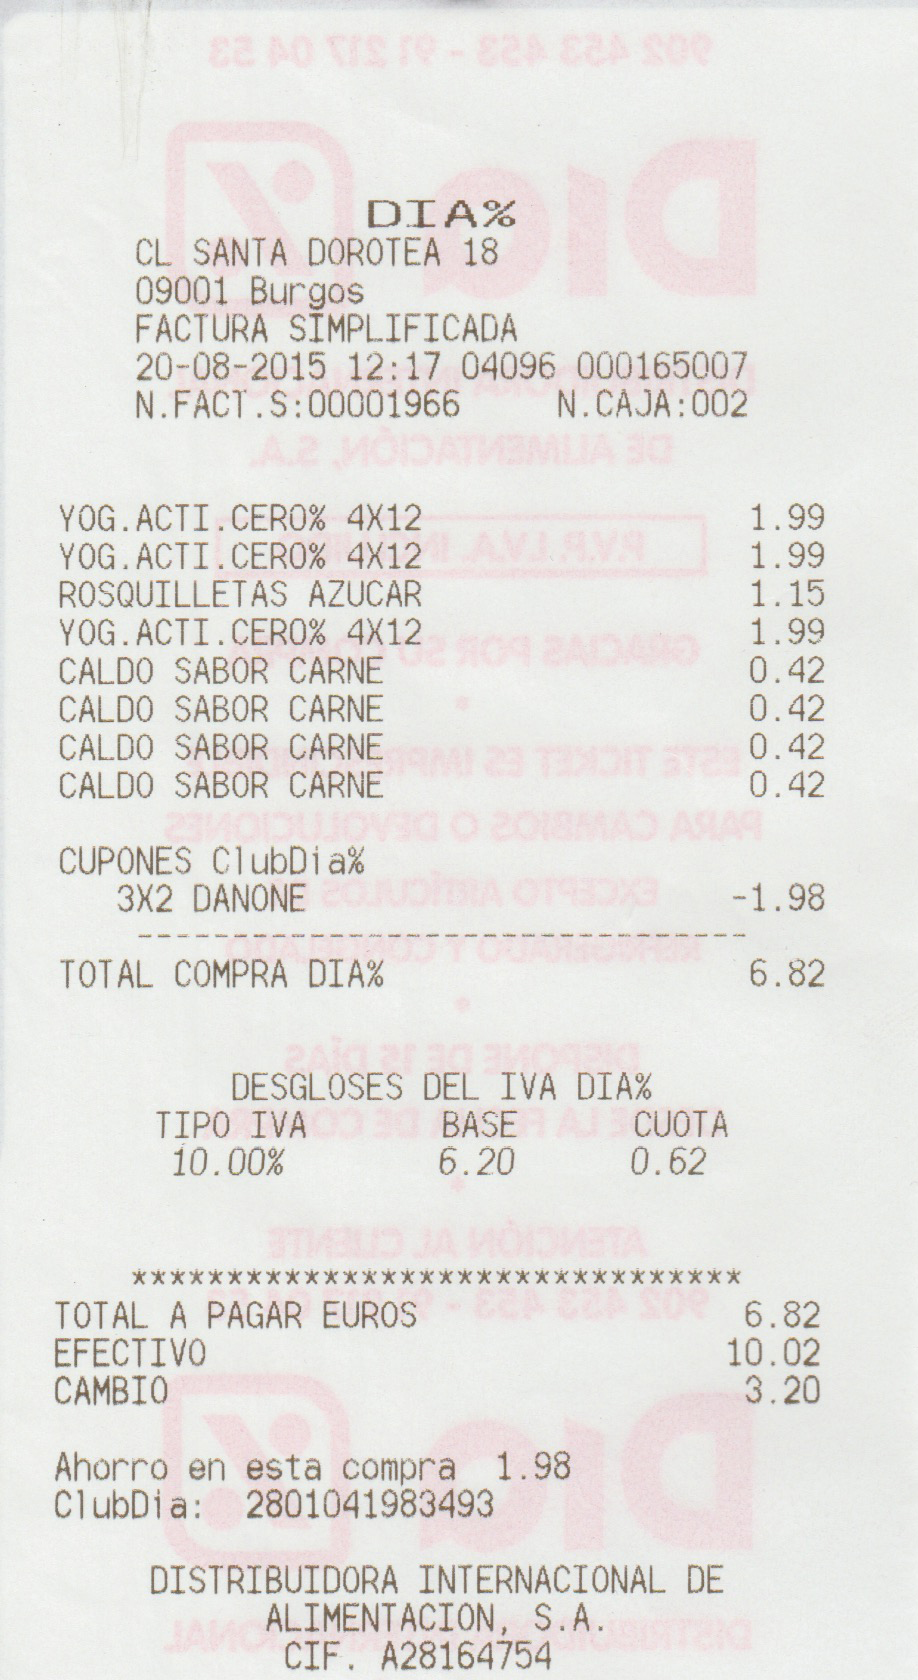 DIA%
CL SANTA DOROTEA 18
09001 Burgos
FACTURA SIMPLIFICADA
20-08-2015 12:17 04096 000165007
N.FACT.S:00001966 N.CAJA:002
YOG.ACTI.CERO% 4X12 1.99
YOG.ACTI.CERO% 4X12 1.99
ROSQUILLETAS AZUCAR 1.15
YOG.ACTI.CERO% 4X12 1.99
CALDO SABOR CARNE 0.42
CALDO SABOR CARNE 0.42
CALDO SABOR CARNE 0.42
CALDO SABOR CARNE 0.42
CUPONES ClubDia%
3X2 DANONE -1.98
--------------------------------
TOTAL COMPRA DIA% 6.82
DESGLOSES DEL IVA DIA%
TIPO IVA BASE CUOTA
10.00% 6.20 0.62
********************************
TOTAL A PAGAR EUROS 6.82
EFECTIVO 10.02
CAMBIO 3.20
Ahorro en esta compra 1.98
ClubDia: 2801041983493
DISTRIBUIDORA INTERNACIONAL DE
ALIMENTACION, S.A.
CIF. A28164754